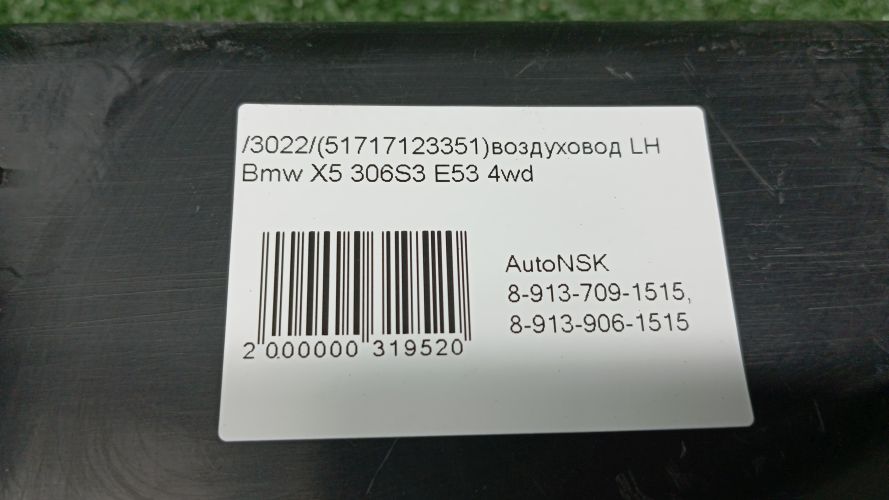 /3022/(51717123351)воздуховод LH
Bmw X5 306S3 E53 4wd
AutoNSK
8-913-709-1515,
8-913-906-1515
2 000000 319520